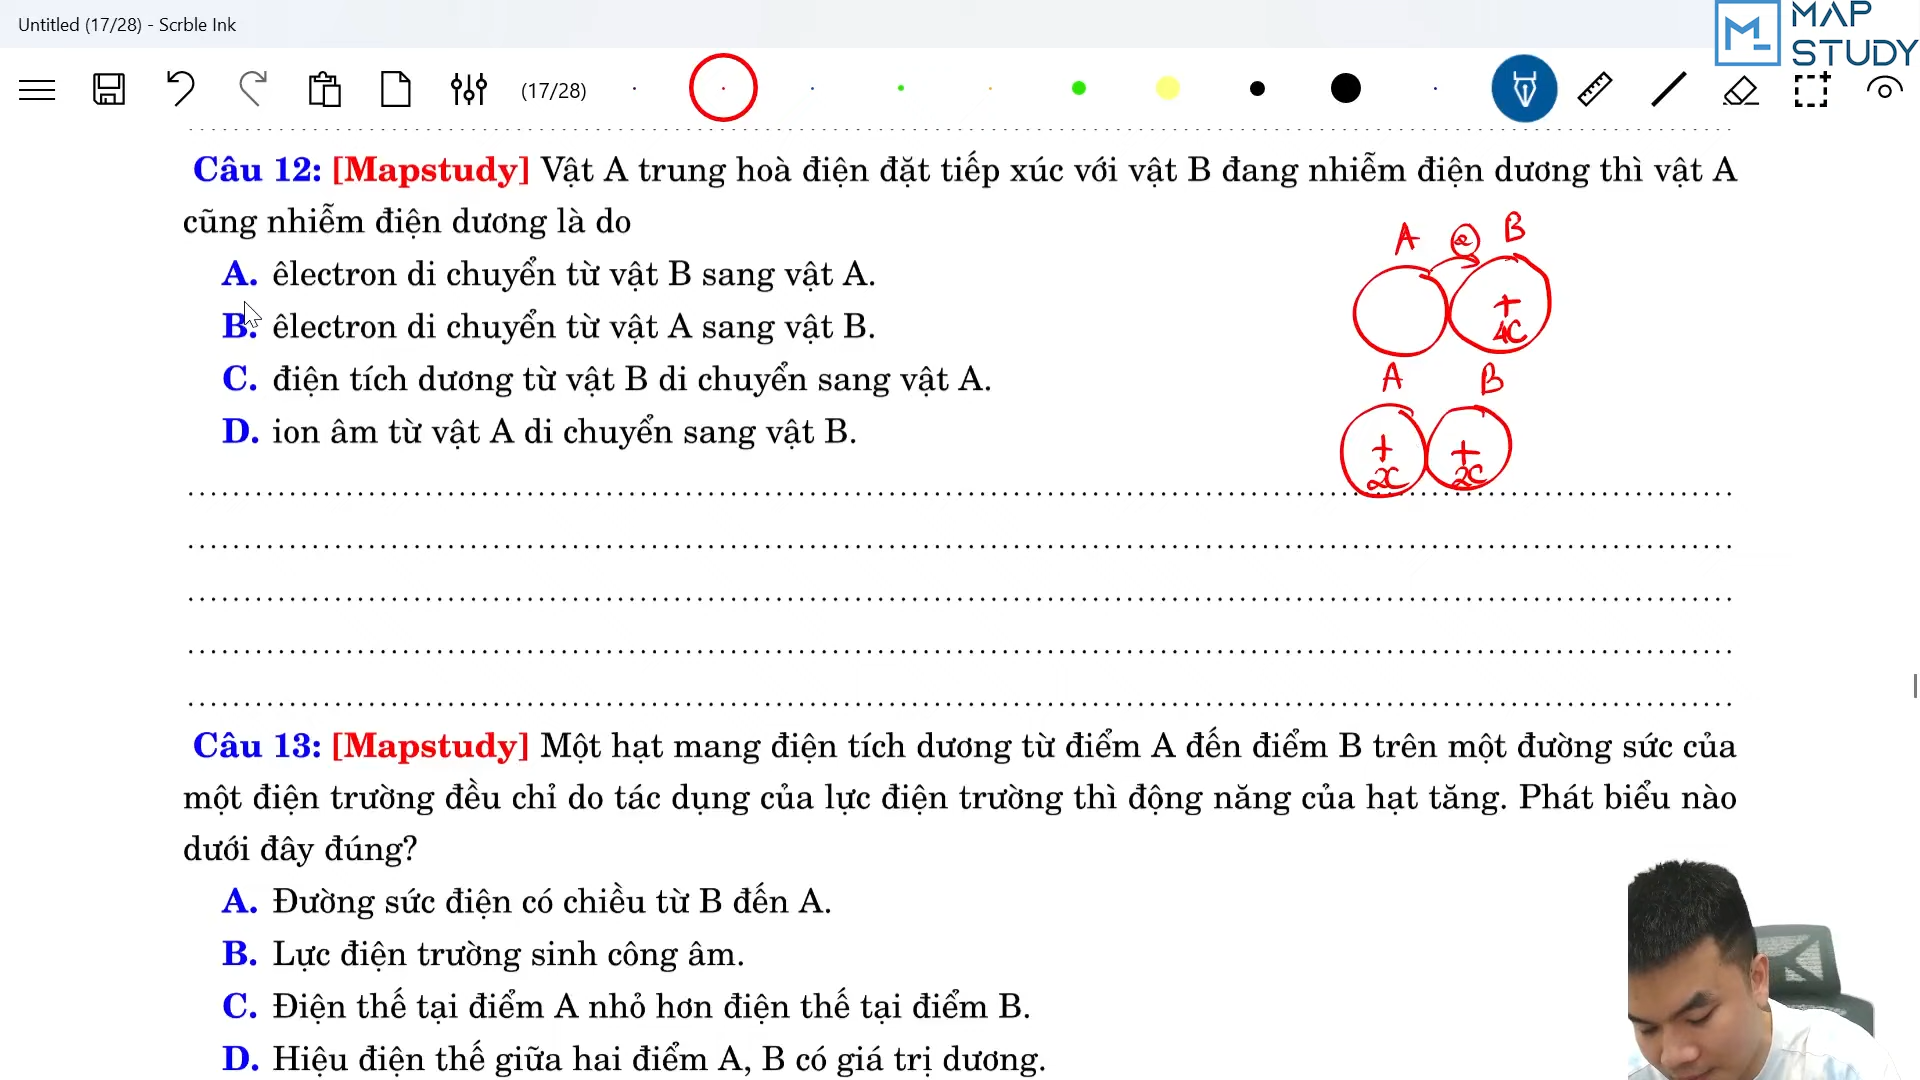 Untitled (17/28) - Scrble Ink
MAP
STUDY
(17/28)
Câu 12: [Mapstudy] Vật A trung hoà điện đặt tiếp xúc với vật B đang nhiễm điện dương thì vật A
cũng nhiễm điện dương là do
A. êlectron di chuyển từ vật B sang vật A.
B. êlectron di chuyển từ vật A sang vật B.
C. điện tích dương từ vật B di chuyển sang vật A.
D. ion âm từ vật A di chuyển sang vật B.
A e B
+
4C
A B
+ +
2C 2C
Câu 13: [Mapstudy] Một hạt mang điện tích dương từ điểm A đến điểm B trên một đường sức của
một điện trường đều chỉ do tác dụng của lực điện trường thì động năng của hạt tăng. Phát biểu nào
dưới đây đúng?
A. Đường sức điện có chiều từ B đến A.
B. Lực điện trường sinh công âm.
C. Điện thế tại điểm A nhỏ hơn điện thế tại điểm B.
D. Hiệu điện thế giữa hai điểm A, B có giá trị dương.